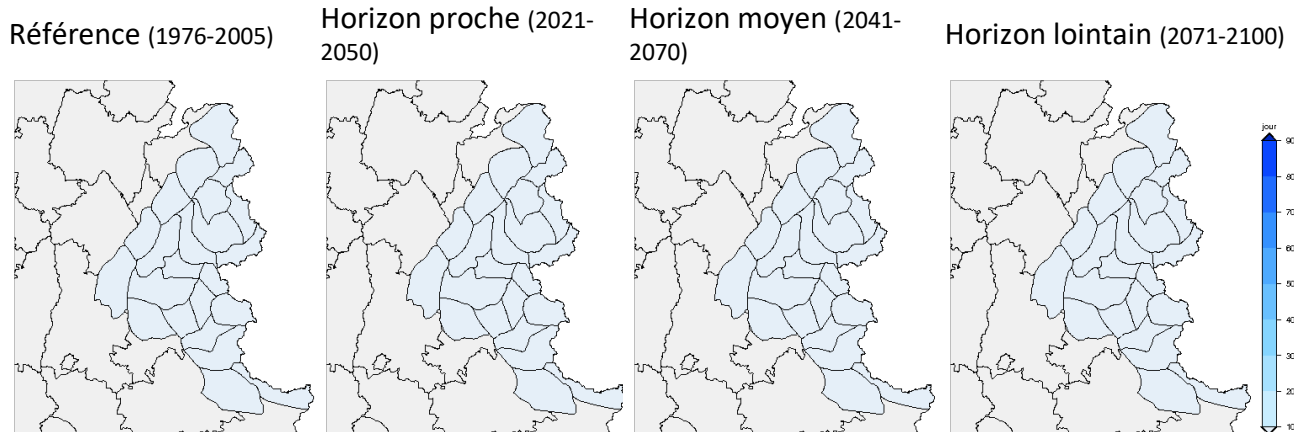 Référence (1976-2005)
Horizon proche (2021-
2050)
Horizon moyen (2041-
2070)
Horizon lointain (2071-2100)
jour
90
80
70
60
50
40
30
20
10